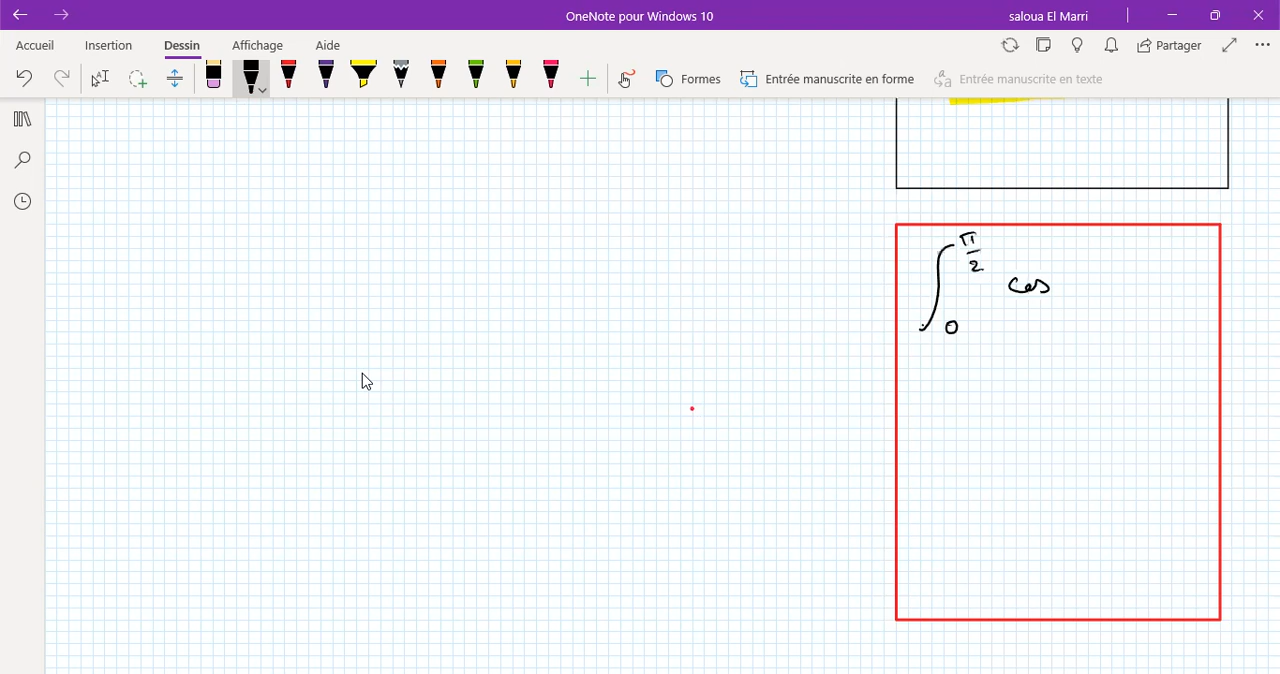 OneNote pour Windows 10
saloua El Marri
Accueil Insertion Dessin Affichage Aide
Partager
Formes Entrée manuscrite en forme Entrée manuscrite en texte
∫ π/2 0 cos